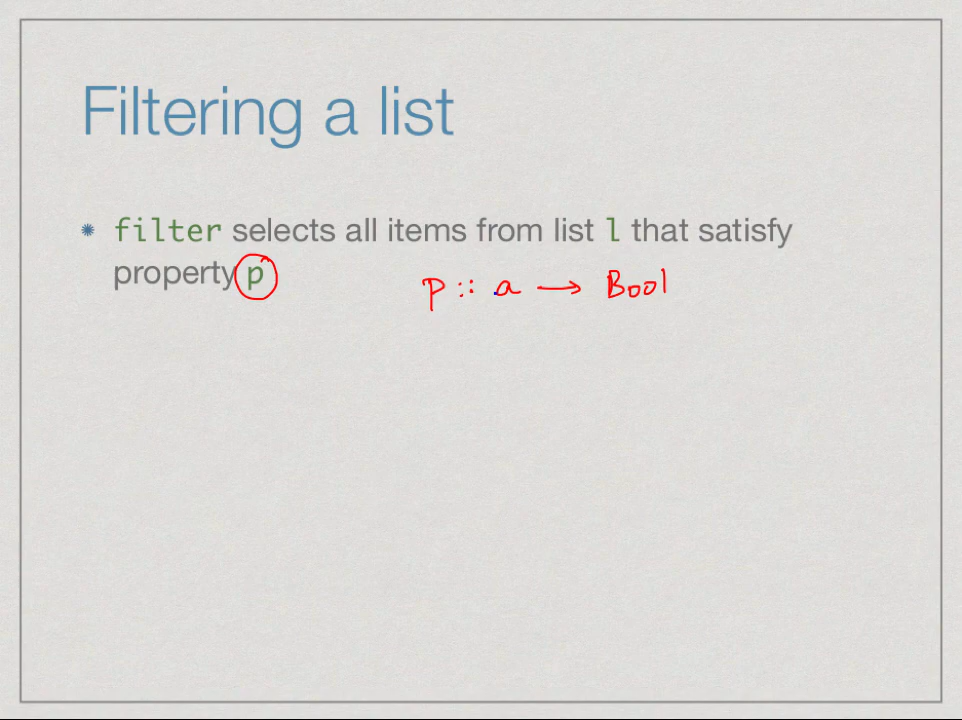 Filtering a list
filter selects all items from list l that satisfy
property p
p :: a → Bool